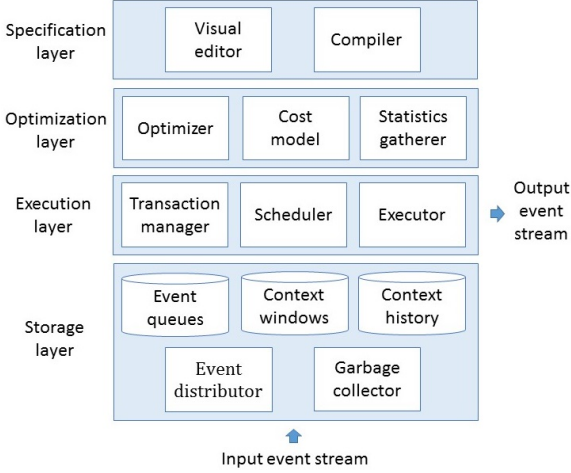 Specification
layer
Visual
editor
Compiler
Optimization
layer
Optimizer
Cost
model
Statistics
gatherer
Execution
layer
Transaction
manager
Scheduler
Executor
Output
event
stream
Storage
layer
Event
queues
Context
windows
Context
history
Event
distributor
Garbage
collector
Input event stream